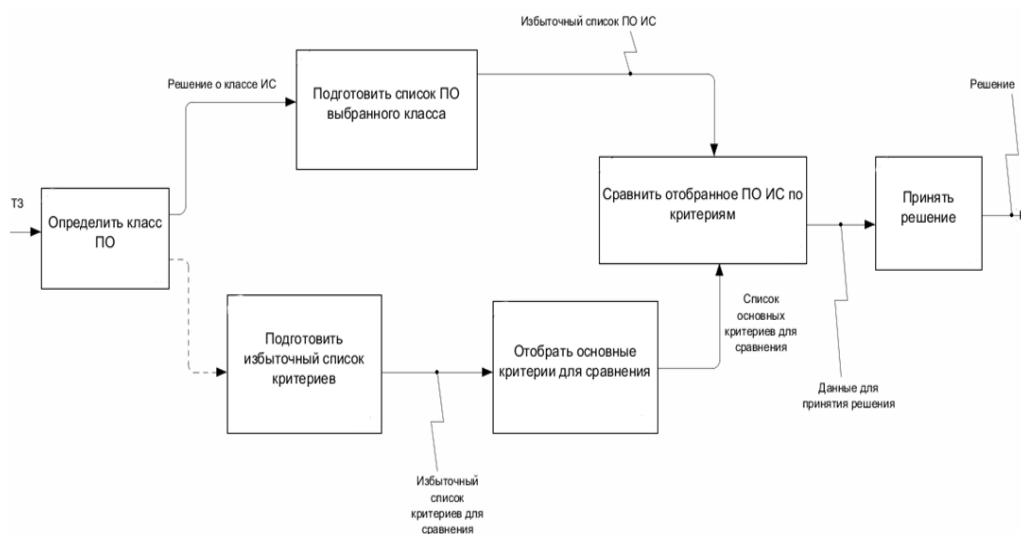 Избыточный список ПО ИС
Решение о классе ИС
Подготовить список ПО
выбранного класса
Решение
ТЗ
Определить класс
ПО
Сравнить отобранное ПО ИС по
критериям
Принять
решение
Подготовить
избыточный список
критериев
Отобрать основные
критерии для сравнения
Список
основных
критериев для
сравнения
Данные для
принятия решения
Избыточный
список
критериев для
сравнения